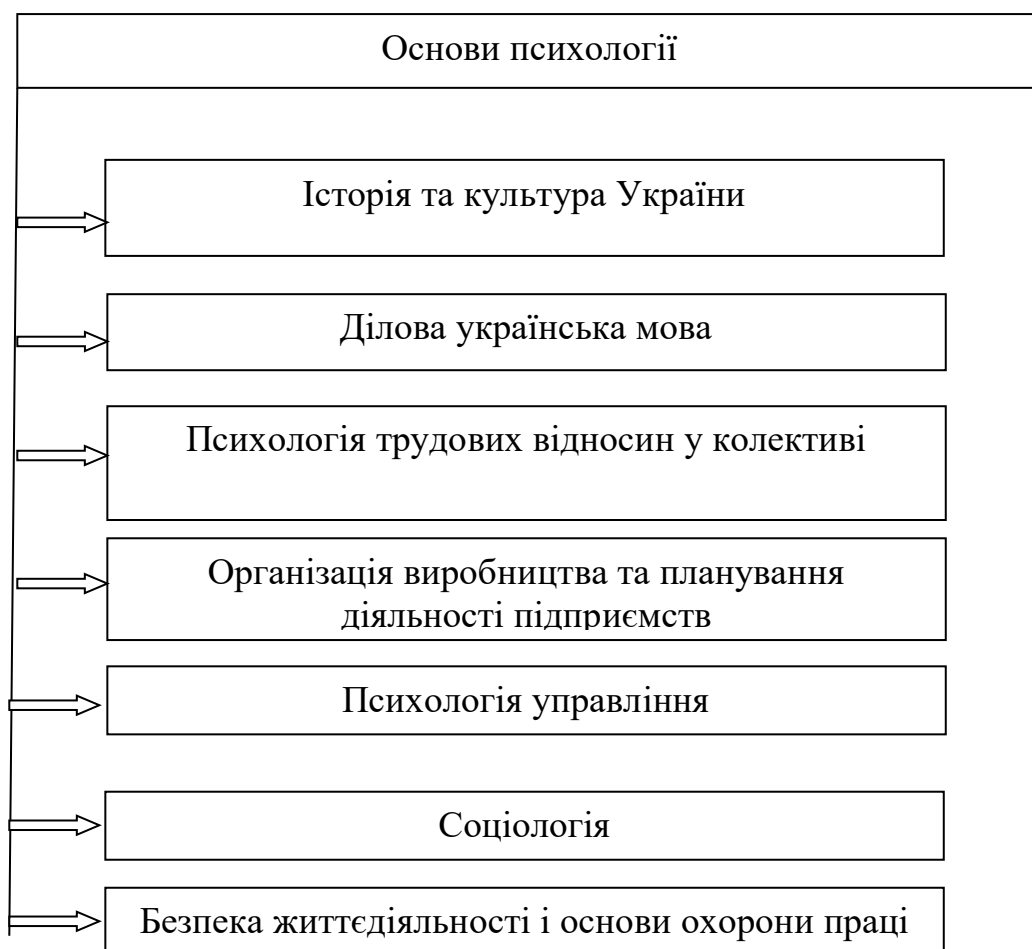 Основи психології
Історія та культура України
Ділова українська мова
Психологія трудових відносин у колективі
Організація виробництва та планування
діяльності підприємств
Психологія управління
Соціологія
Безпека життєдіяльності і основи охорони праці